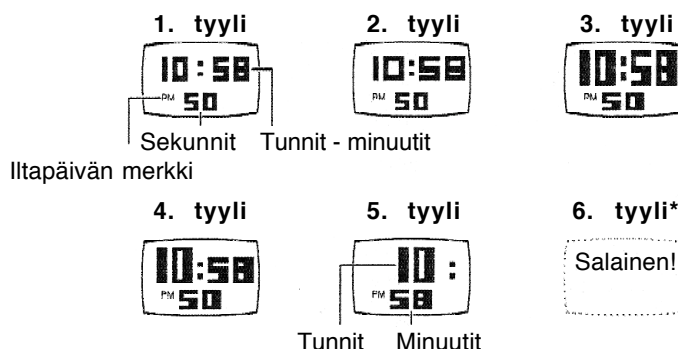 1. tyyli 2. tyyli 3. tyyli
10:58 10:58 10:58
PM 50 PM 50 PM 50
Sekunnit Tunnit - minuutit
Iltapäivän merkki
4. tyyli 5. tyyli 6. tyyli*
10:58 10: Salainen!
PM 50 PM 58
Tunnit Minuutit